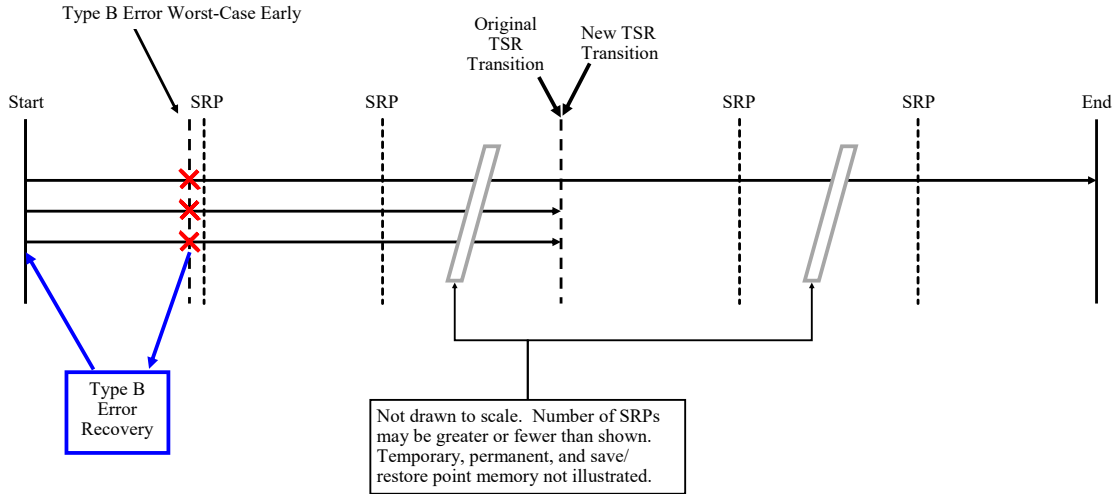 Type B Error Worst-Case Early
Original
TSR
Transition
New TSR
Transition
Start
SRP
SRP
SRP
SRP
End
Type B
Error
Recovery
Not drawn to scale.  Number of SRPs
may be greater or fewer than shown.
Temporary, permanent, and save/
restore point memory not illustrated.